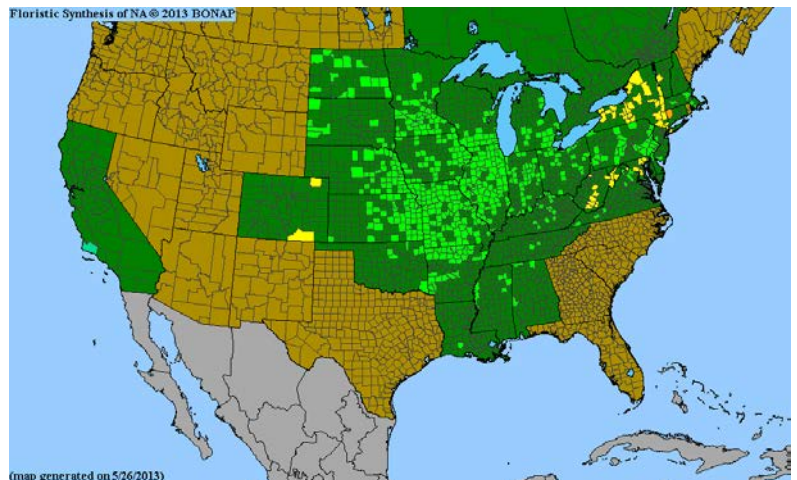 Floristic Synthesis of NA © 2013 BONAP
(map generated on 5/26/2013)